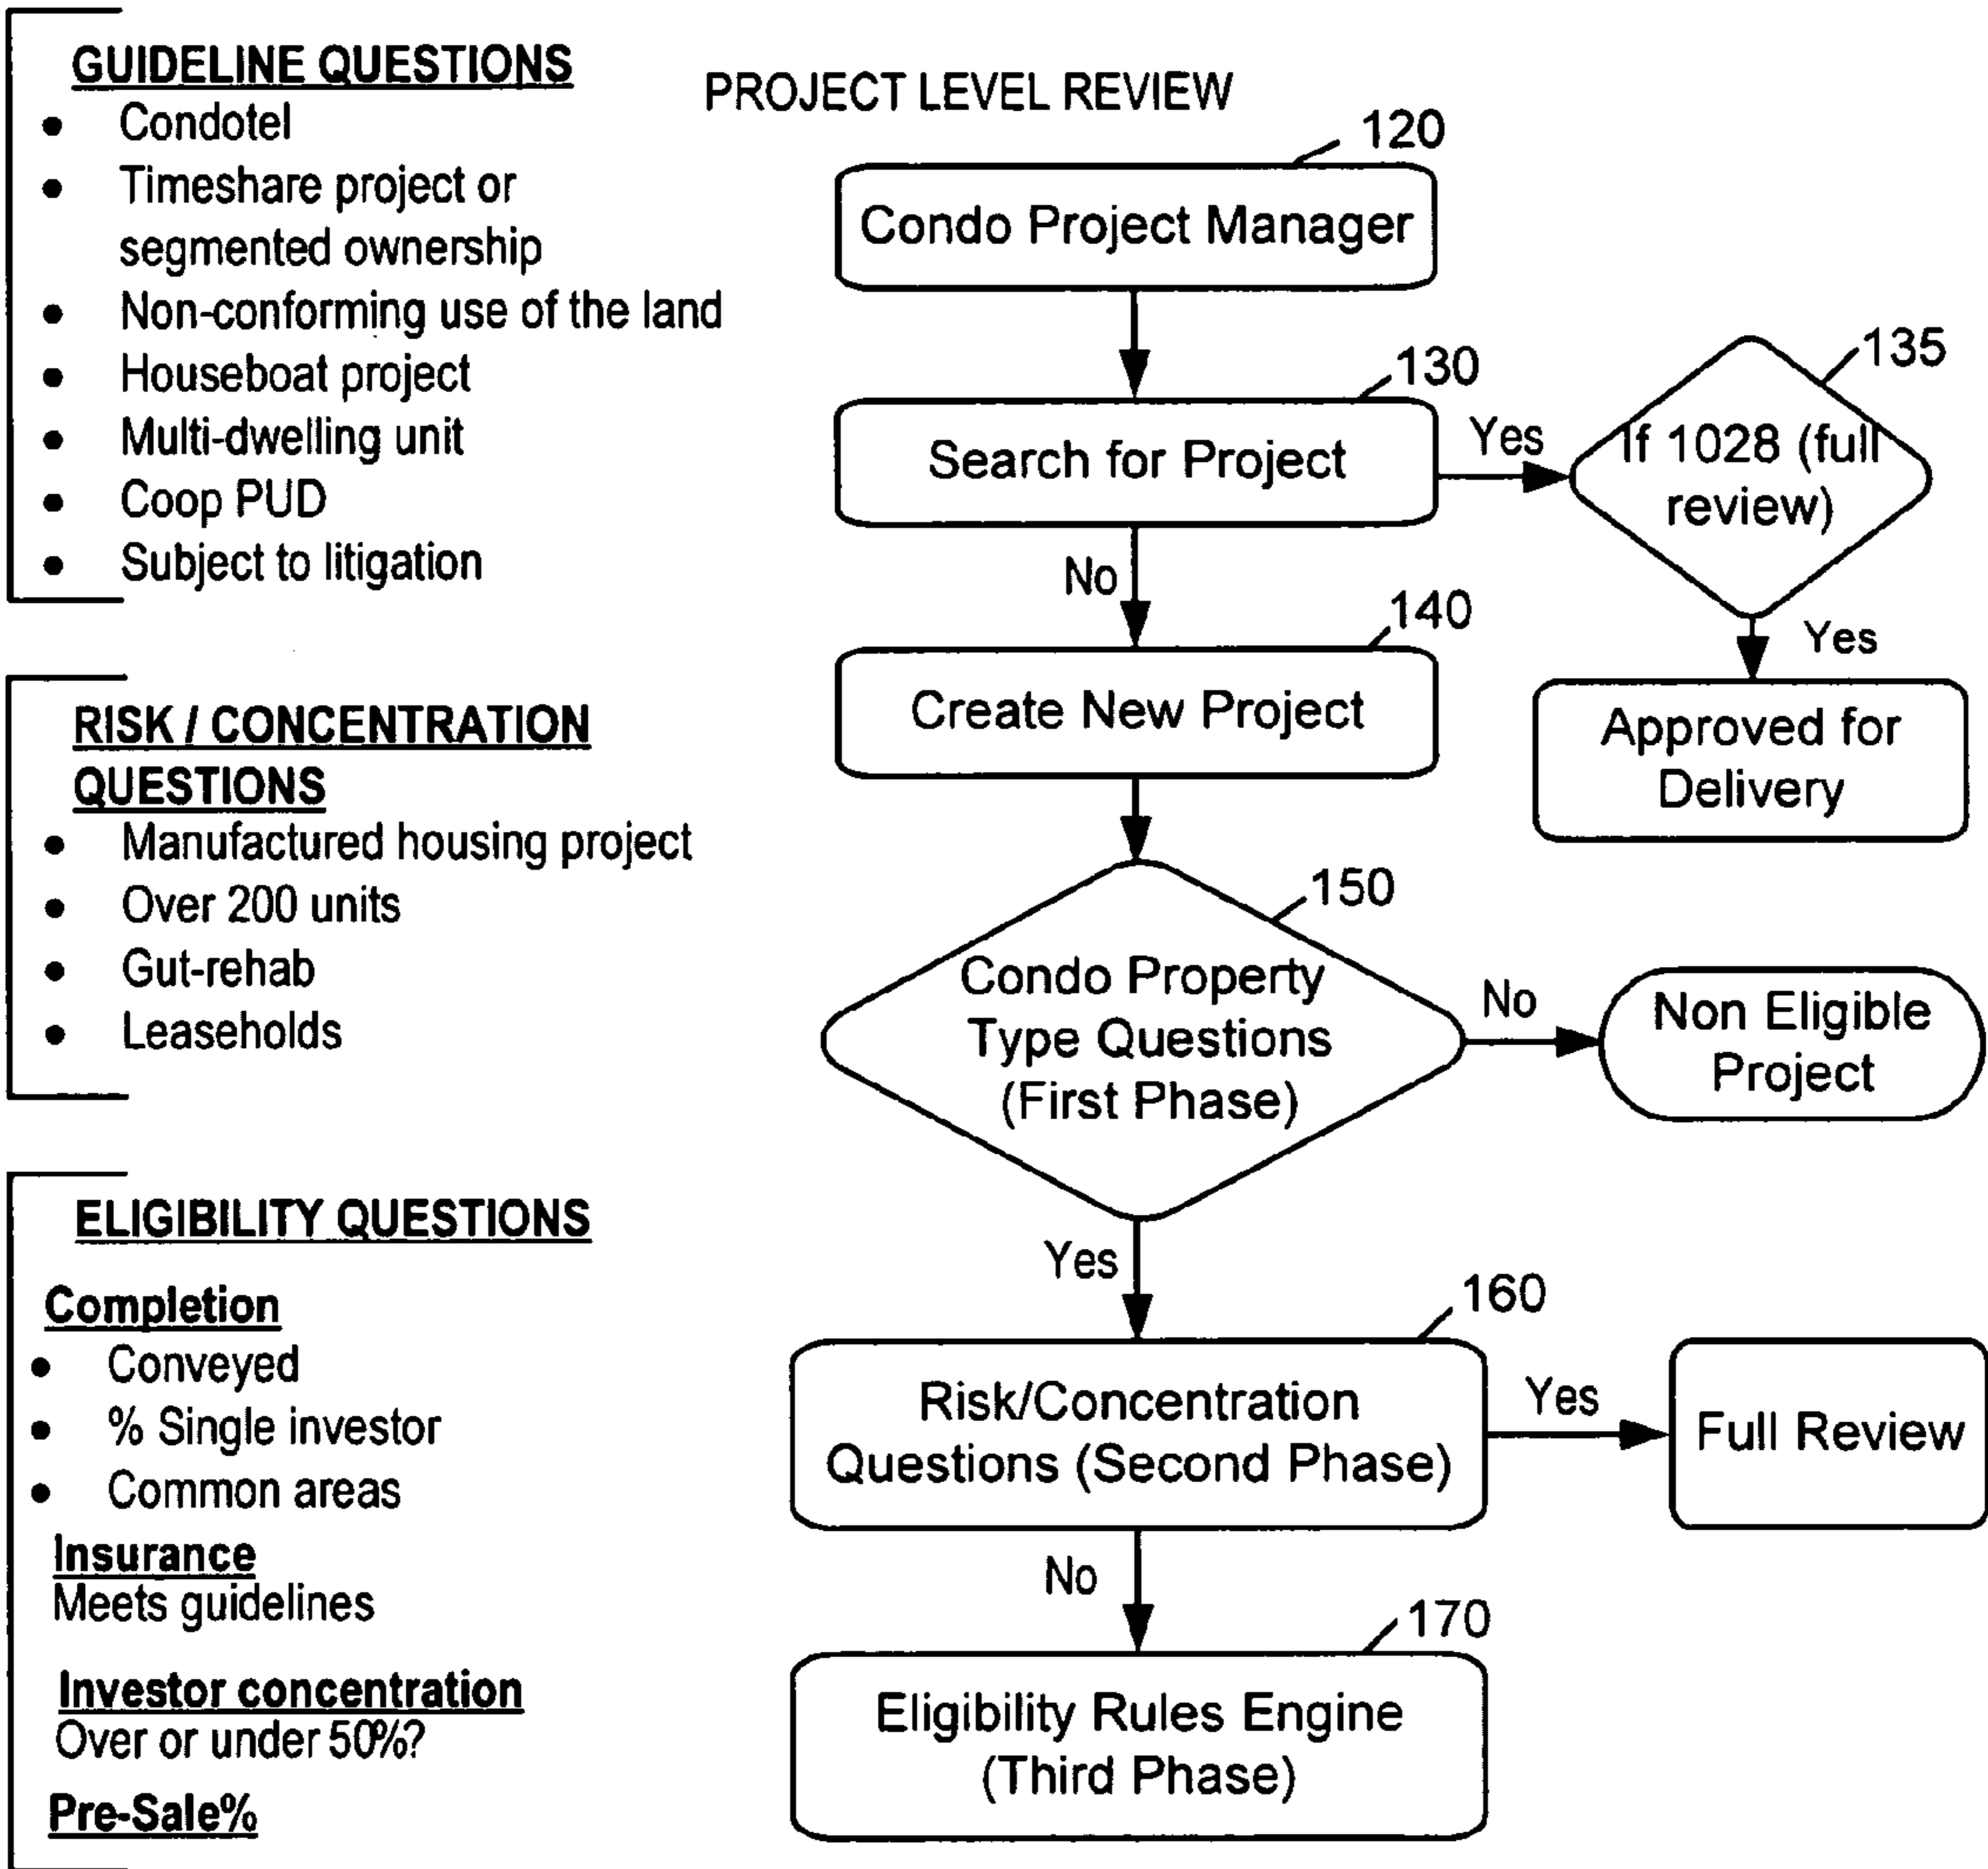 GUIDELINE QUESTIONS
• Condotel
• Timeshare project or
segmented ownership
• Non-conforming use of the land
• Houseboat project
• Multi-dwelling unit
• Coop PUD
• Subject to litigation
RISK / CONCENTRATION
QUESTIONS
• Manufactured housing project
• Over 200 units
• Gut-rehab
• Leaseholds
ELIGIBILITY QUESTIONS
Completion
• Conveyed
• % Single investor
• Common areas
Insurance
Meets guidelines
Investor concentration
Over or under 50%?
Pre-Sale%
PROJECT LEVEL REVIEW
120
Condo Project Manager
130
Search for Project
Yes
135
If 1028 (full
review)
Yes
Approved for
Delivery
No
140
Create New Project
150
Condo Property
Type Questions
(First Phase)
No
Non Eligible
Project
Yes
160
Risk/Concentration
Questions (Second Phase)
Yes
Full Review
No
170
Eligibility Rules Engine
(Third Phase)